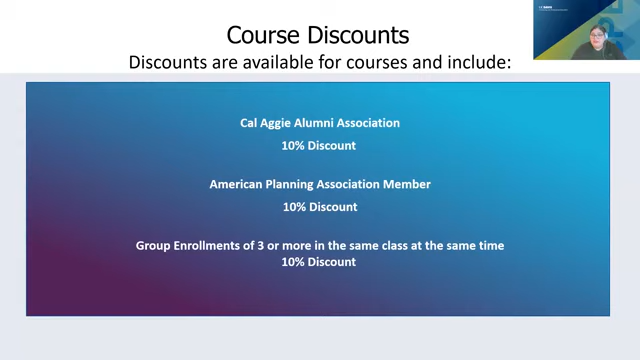 Course Discounts
Discounts are available for courses and include:
Cal Aggie Alumni Association
10% Discount
American Planning Association Member
10% Discount
Group Enrollments of 3 or more in the same class at the same time
10% Discount